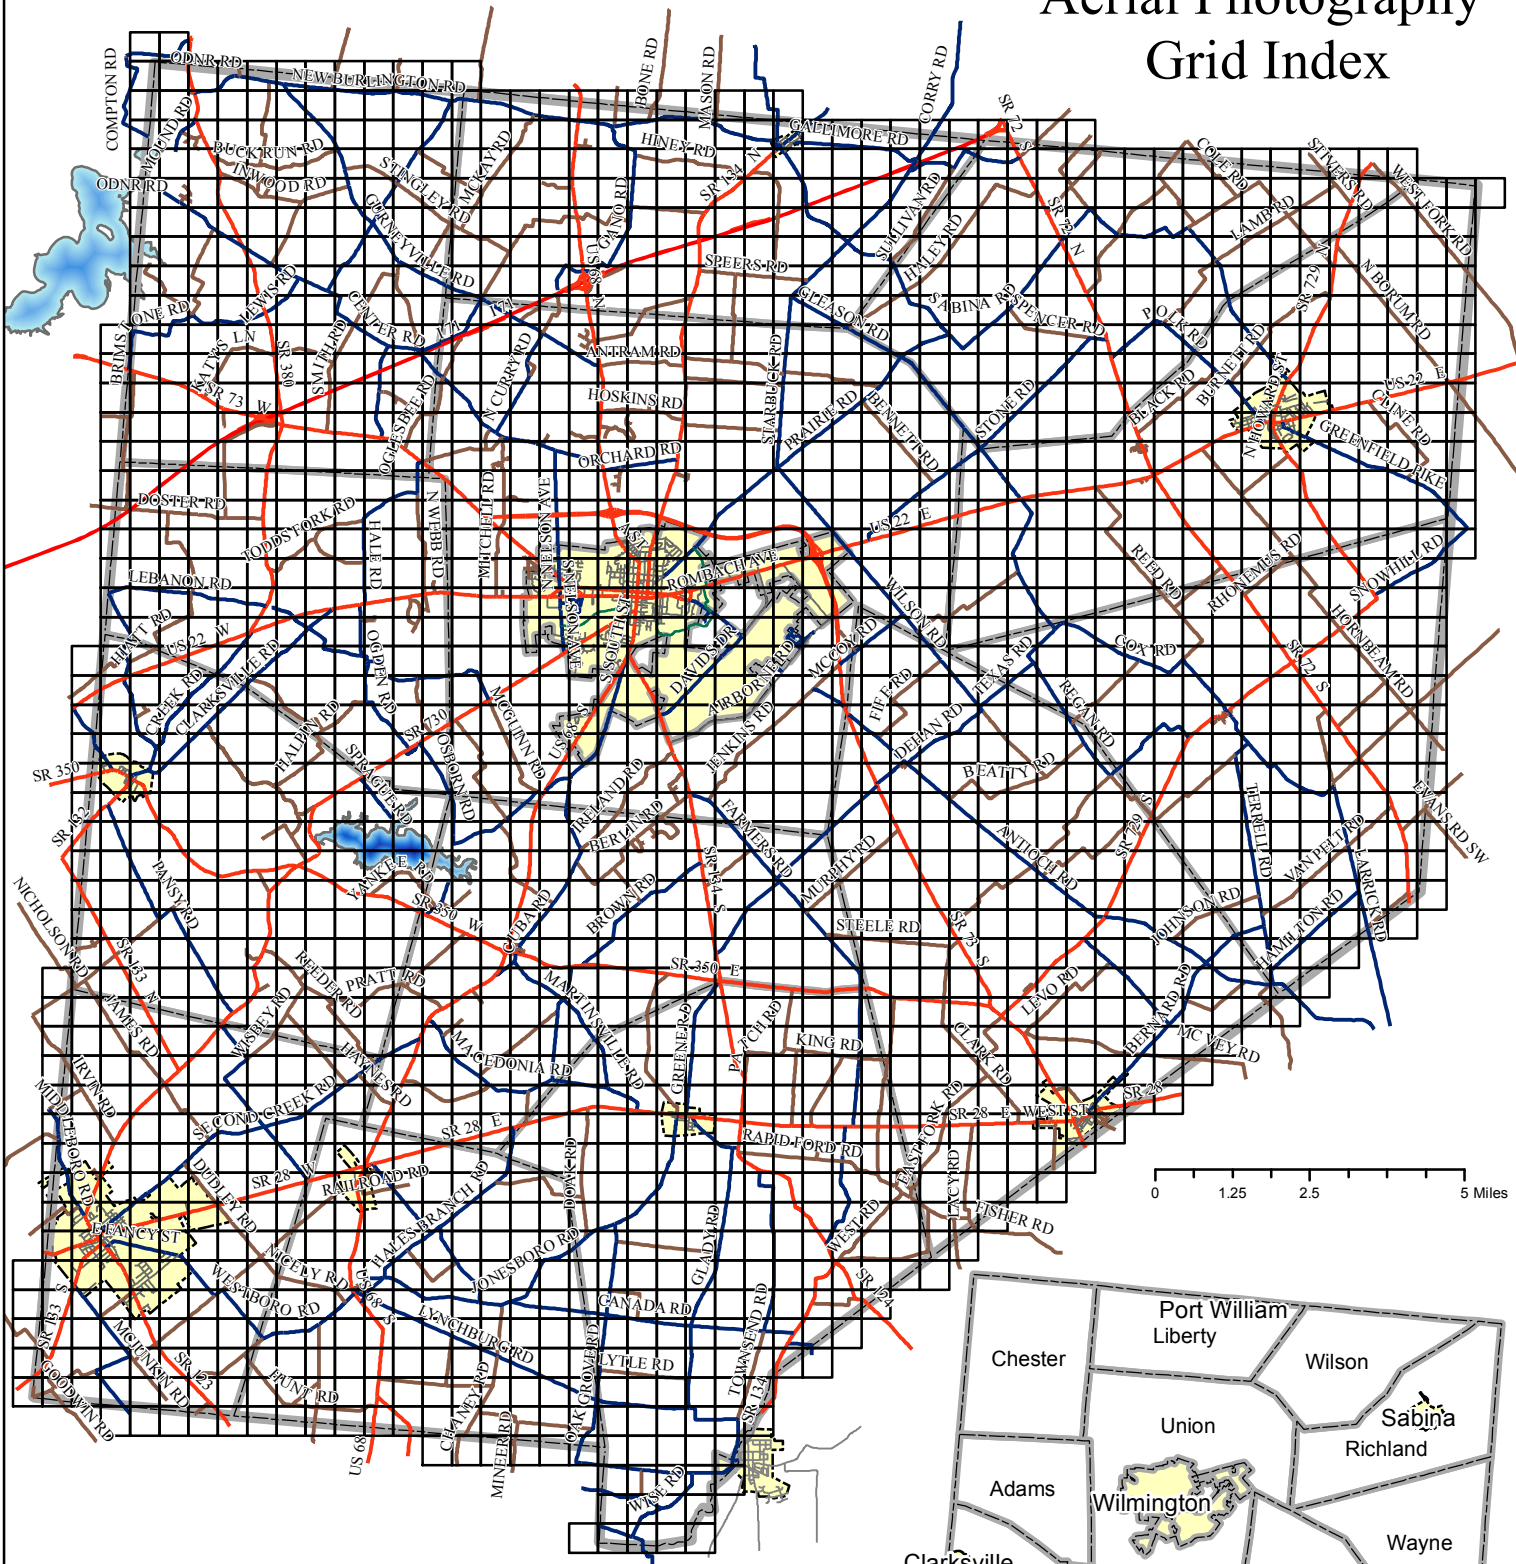 Aerial Photography
Grid Index
COMPTON RD
ODNR RD
NEW BURLINGTON RD
BONE RD
MASON RD
CORRY RD
SR 72 S
MOUND RD
BUCK RUN RD
INWOOD RD
ODNR RD
STINGLEY RD
MCKAY RD
HINEY RD
SR 134 N
GALLIMORE RD
COLE RD
STIVERS RD
WEST FORK RD
GURNEYVILLE RD
GANO RD
US 68 N
SPEERS RD
SULLIVAN RD
HALEY RD
SR 72 N
LAMB RD
SR 729 N
N BORUM RD
BRIMSTONE RD
LEWIS RD
CENTER RD
I 71
I 71
GLEASON RD
SABINA RD
SPENCER RD
POLK RD
LN
SR 380
SMITH RD
N CURRY RD
ANTRAM RD
STARBUCK RD
BURNETT RD
N HOWARD ST
US 22 E
SR 73 W
OGLESBEE RD
HOSKINS RD
PRAIRIE RD
BENNETT RD
STONE RD
BLACK RD
CLINE RD
GREENFIELD PIKE
ORCHARD RD
DOSTER RD
TODDS FORK RD
HALE RD
N WEBB RD
MITCHELL RD
N NELSON AVE
US 22 E
ROMBACH AVE
REED RD
RHONEMUS RD
SNOWHILL RD
LEBANON RD
HIATT RD
US 22 W
S NELSON AVE
S SOUTH ST
DAVIDS DR
AIRBORNE RD
MCCOY RD
WILSON RD
COX RD
HORNBEAM RD
CREEK RD
CLARKSVILLE RD
OGDEN RD
MCGUINN RD
US 68 S
JENKINS RD
FIFE RD
TEXAS RD
REGAN RD
SR 72 S
SR 350
HALPIN RD
SPRAGUE RD
SR 730
OSBORN RD
DEHAN RD
BEATTY RD
SR 132
IRELAND RD
BERLIN RD
FARMERS RD
MURPHY RD
ANTIOCH RD
SR 729 S
TERRELL RD
VAN PELT RD
LARRICK RD
EVANS RD SW
NICHOLSON RD
PANSY RD
YANKEE RD
SR 350 W
CUBA RD
BROWN RD
SR 134 S
STEELE RD
SR 73 S
JOHNSON RD
HAMILTON RD
SR 133 N
REEDER RD
PRATT RD
SR 350 E
LEVO RD
JAMES RD
WISBEY RD
HAYNES RD
MARTINSVILLE RD
MACEDONIA RD
GREENE RD
PATCH RD
KING RD
CLARK RD
BERNARD RD
MC VEY RD
IRVIN RD
MIDDLEBORO RD
SECOND CREEK RD
SR 28 E
SR 28 E
WEST ST
SR 28
EAST FORK RD
DUDLEY RD
SR 28 W
RAILROAD RD
DOAK RD
RAPID FORD RD
LACY RD
FISHER RD
0 1.25 2.5 5 Miles
E FANCY ST
NICELY RD
HALES BRANCH RD
JONESBORO RD
GLADY RD
WEST RD
SR 124
WESTBORO RD
US 68 S
LYNCHBURG RD
CANADA RD
TOWNSEND RD
SR 133 S
MCJUNKIN RD
SR 123
LYTLE RD
GOODWIN RD
HUNT RD
CHANEY RD
OAK GROVE RD
SR 134
US 68
MINEER RD
WISE RD
Port William
Liberty
Chester
Wilson
Sabina
Union
Richland
Adams
Wilmington
Wayne
Clarksville